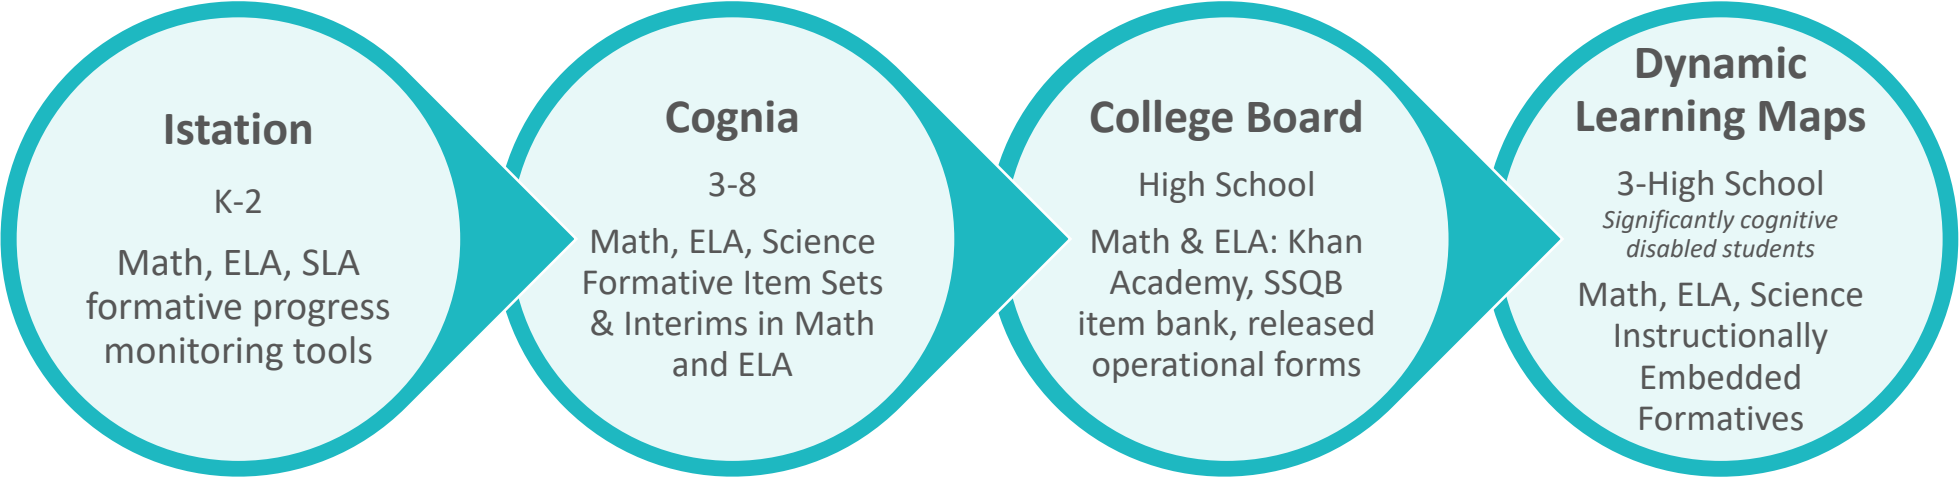 Istation
K-2
Math, ELA, SLA
formative progress
monitoring tools
Cognia
3-8
Math, ELA, Science
Formative Item Sets
& Interims in Math
and ELA
College Board
High School
Math & ELA: Khan
Academy, SSQB
item bank, released
operational forms
Dynamic
Learning Maps
3-High School
Significantly cognitive
disabled students
Math, ELA, Science
Instructionally
Embedded
Formatives